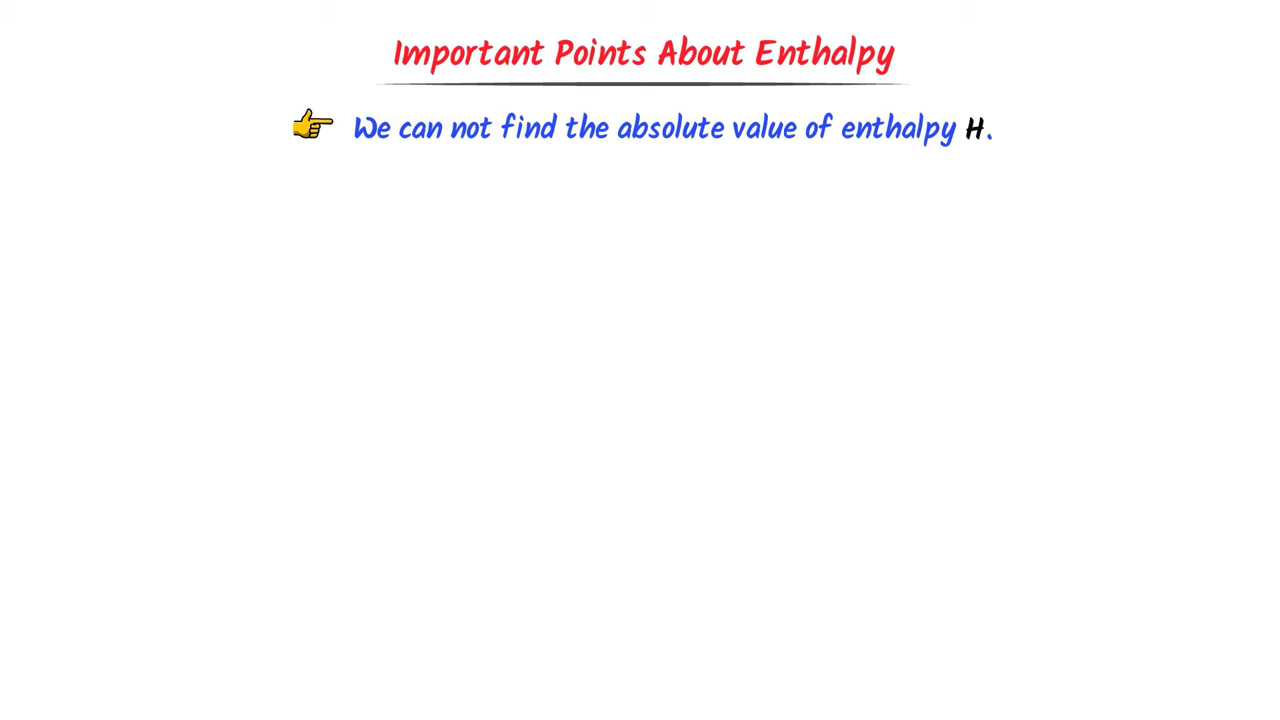 Important Points About Enthalpy
We can not find the absolute value of enthalpy H.